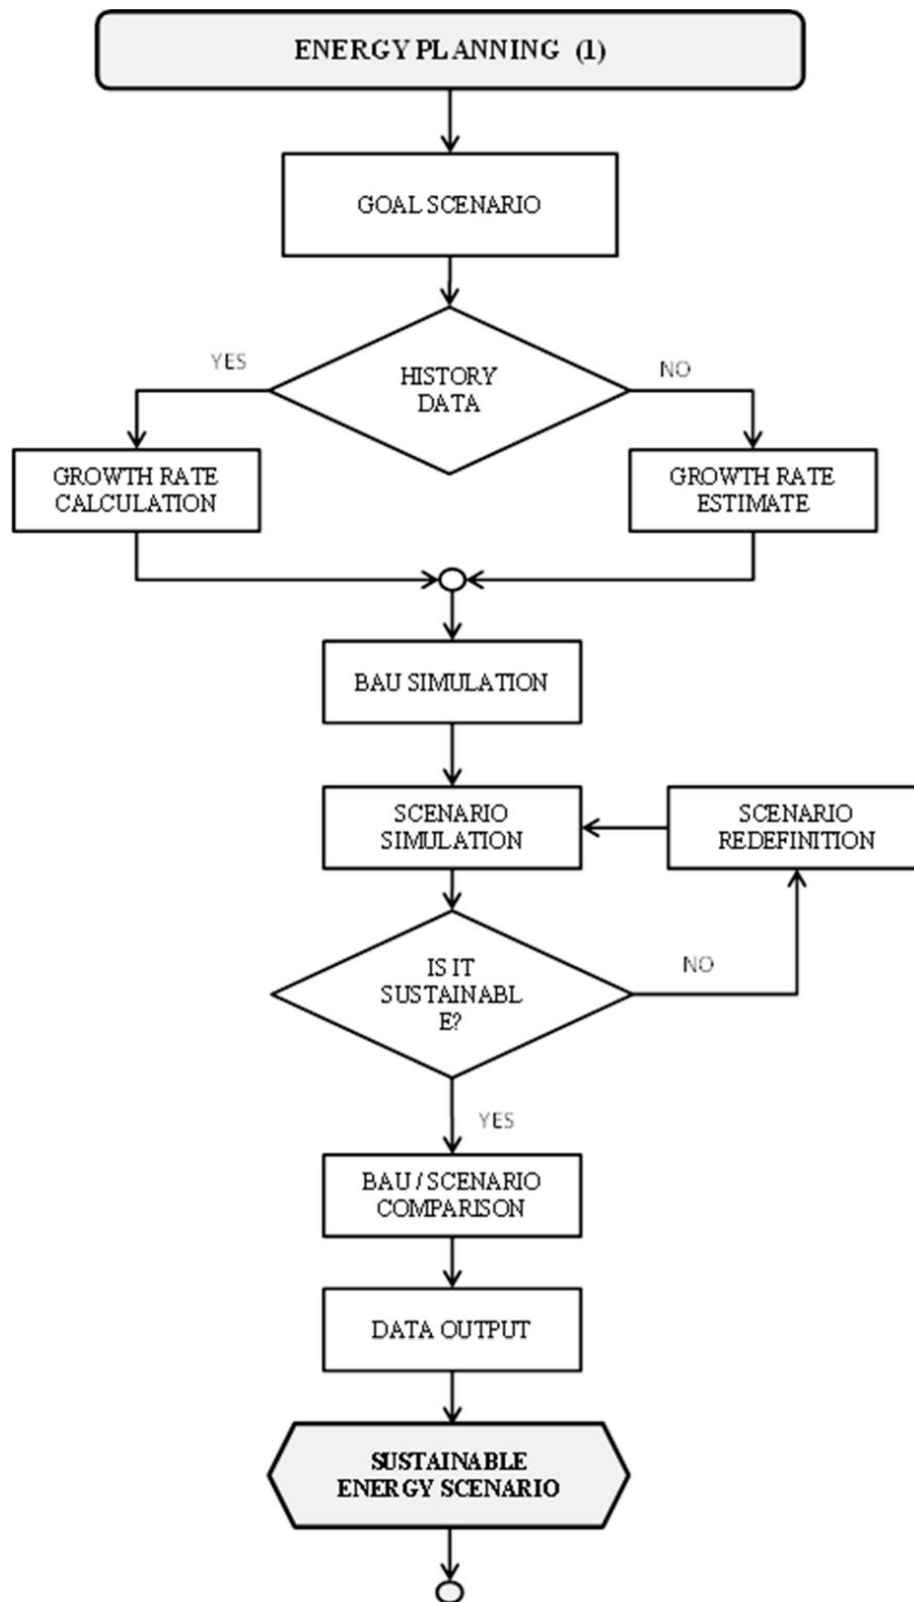 ENERGY PLANNING (1)
GOAL SCENARIO
YES
HISTORY
DATA
NO
GROWTH RATE
CALCULATION
GROWTH RATE
ESTIMATE
BAU SIMULATION
SCENARIO
SIMULATION
SCENARIO
REDEFINITION
IS IT
SUSTAINABL
E?
NO
YES
BAU / SCENARIO
COMPARISON
DATA OUTPUT
SUSTAINABLE
ENERGY SCENARIO